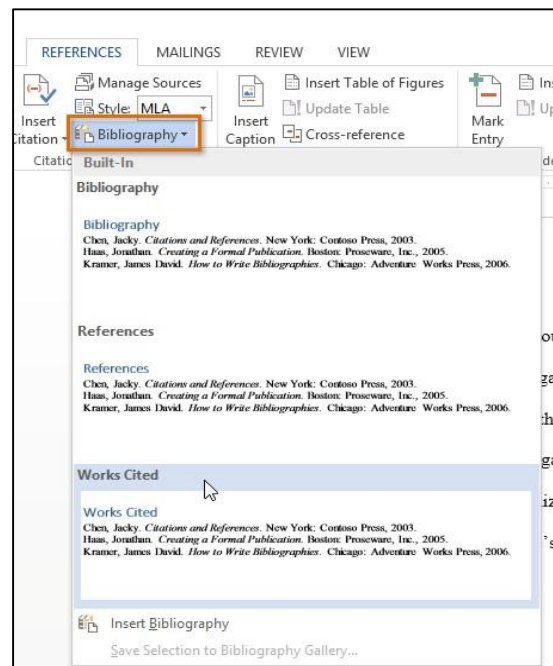 REFERENCES MAILINGS REVIEW VIEW
Manage Sources
Style: MLA
Bibliography
Insert
Citation
Insert
Caption
Insert Table of Figures
Update Table
Cross-reference
Mark
Entry
Built-In
Bibliography
Bibliography
Chen, Jacky. Citations and References. New York: Contoso Press, 2003.
Haas, Jonathan. Creating a Formal Publication. Boston: Proseware, Inc., 2005.
Kramer, James David. How to Write Bibliographies. Chicago: Adventure Works Press, 2006.
References
References
Chen, Jacky. Citations and References. New York: Contoso Press, 2003.
Haas, Jonathan. Creating a Formal Publication. Boston: Proseware, Inc., 2005.
Kramer, James David. How to Write Bibliographies. Chicago: Adventure Works Press, 2006.
Works Cited
Works Cited
Chen, Jacky. Citations and References. New York: Contoso Press, 2003.
Haas, Jonathan. Creating a Formal Publication. Boston: Proseware, Inc., 2005.
Kramer, James David. How to Write Bibliographies. Chicago: Adventure Works Press, 2006.
Insert Bibliography
Save Selection to Bibliography Gallery...